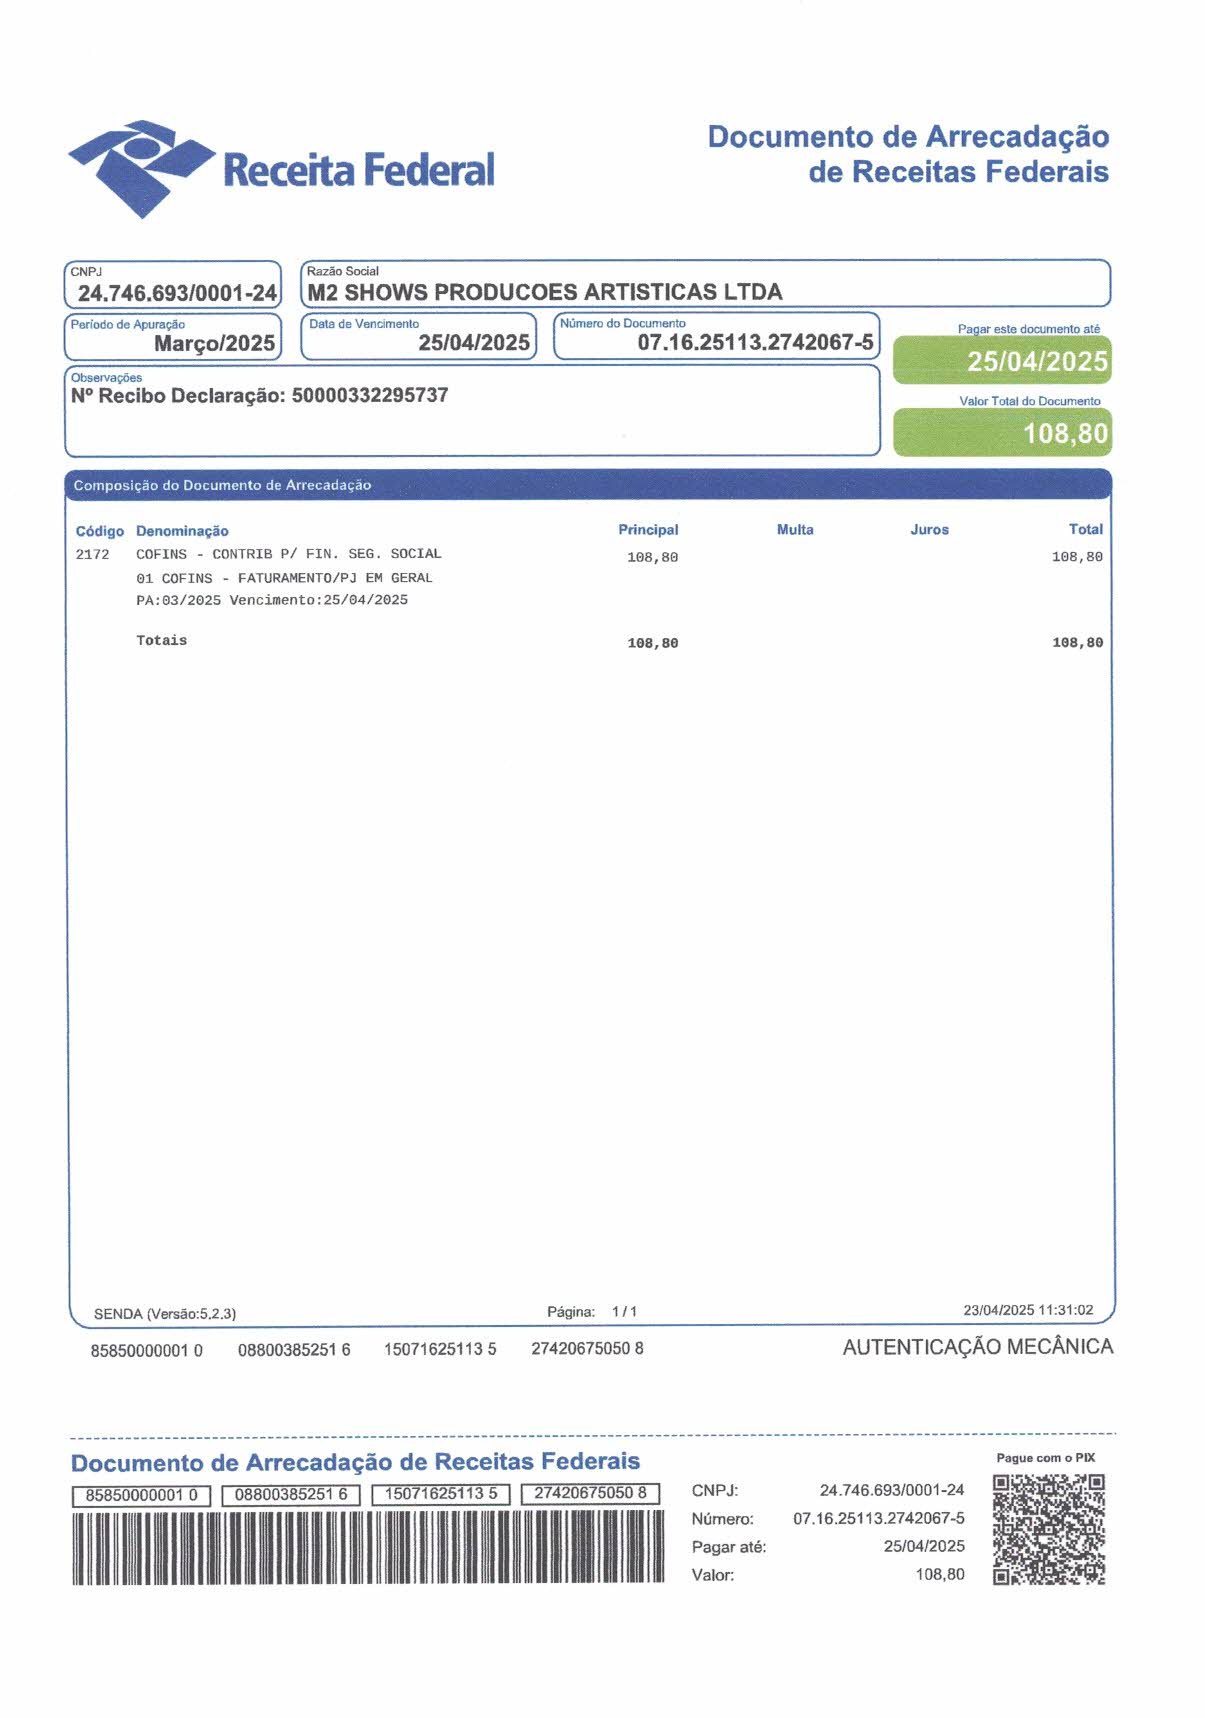 Receita Federal
Documento de Arrecadação
de Receitas Federais
CNPJ
24.746.693/0001-24
Razão Social
M2 SHOWS PRODUCOES ARTISTICAS LTDA
Período de Apuração
Março/2025
Data de Vencimento
25/04/2025
Número do Documento
07.16.25113.2742067-5
Pagar este documento até
25/04/2025
Observações
Nº Recibo Declaração: 50000332295737
Valor Total do Documento
108,80
Composição do Documento de Arrecadação
Código Denominação Principal Multa Juros Total
2172 COFINS - CONTRIB P/ FIN. SEG. SOCIAL 108,80 108,80
01 COFINS - FATURAMENTO/PJ EM GERAL
PA:03/2025 Vencimento:25/04/2025
Totais 108,80 108,80
SENDA (Versão:5.2.3) Página: 1 / 1 23/04/2025 11:31:02
85850000001 0 08800385251 6 15071625113 5 27420675050 8 AUTENTICAÇÃO MECÂNICA
Documento de Arrecadação de Receitas Federais
85850000001 0 08800385251 6 15071625113 5 27420675050 8
CNPJ: 24.746.693/0001-24
Número: 07.16.25113.2742067-5
Pagar até: 25/04/2025
Valor: 108,80
Pague com o PIX